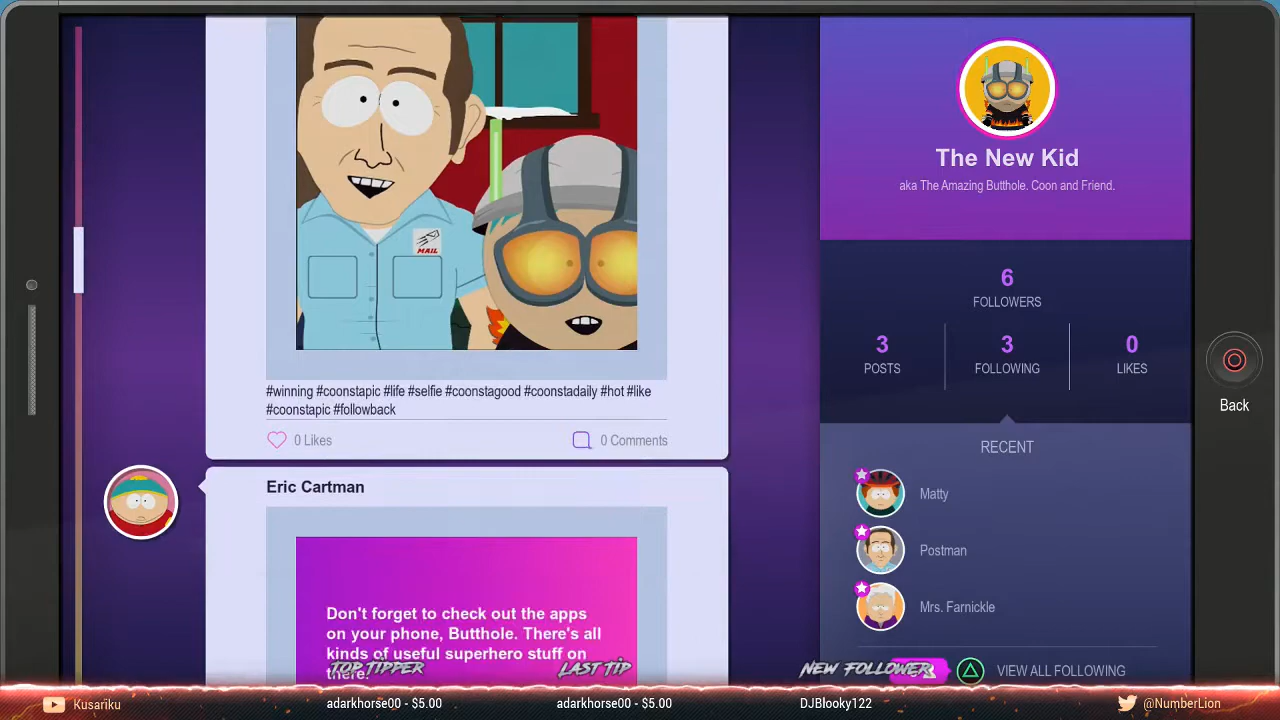 MAIL
#winning #coonstapic #life #selfie #coonstagood #coonstadaily #hot #like
#coonstapic #followback
0 Likes
0 Comments
Eric Cartman
Don't forget to check out the apps
on your phone, Butthole. There's all
kinds of useful superhero stuff on
there!
The New Kid
aka The Amazing Butthole. Coon and Friend.
6
FOLLOWERS
3
POSTS
3
FOLLOWING
0
LIKES
RECENT
Matty
Postman
Mrs. Farnickle
VIEW ALL FOLLOWING
Back
TOP TIPPER
LAST TIP
NEW FOLLOWER
Kusariku
adarkhorse00 - $5.00
adarkhorse00 - $5.00
DJBlooky122
@NumberLion